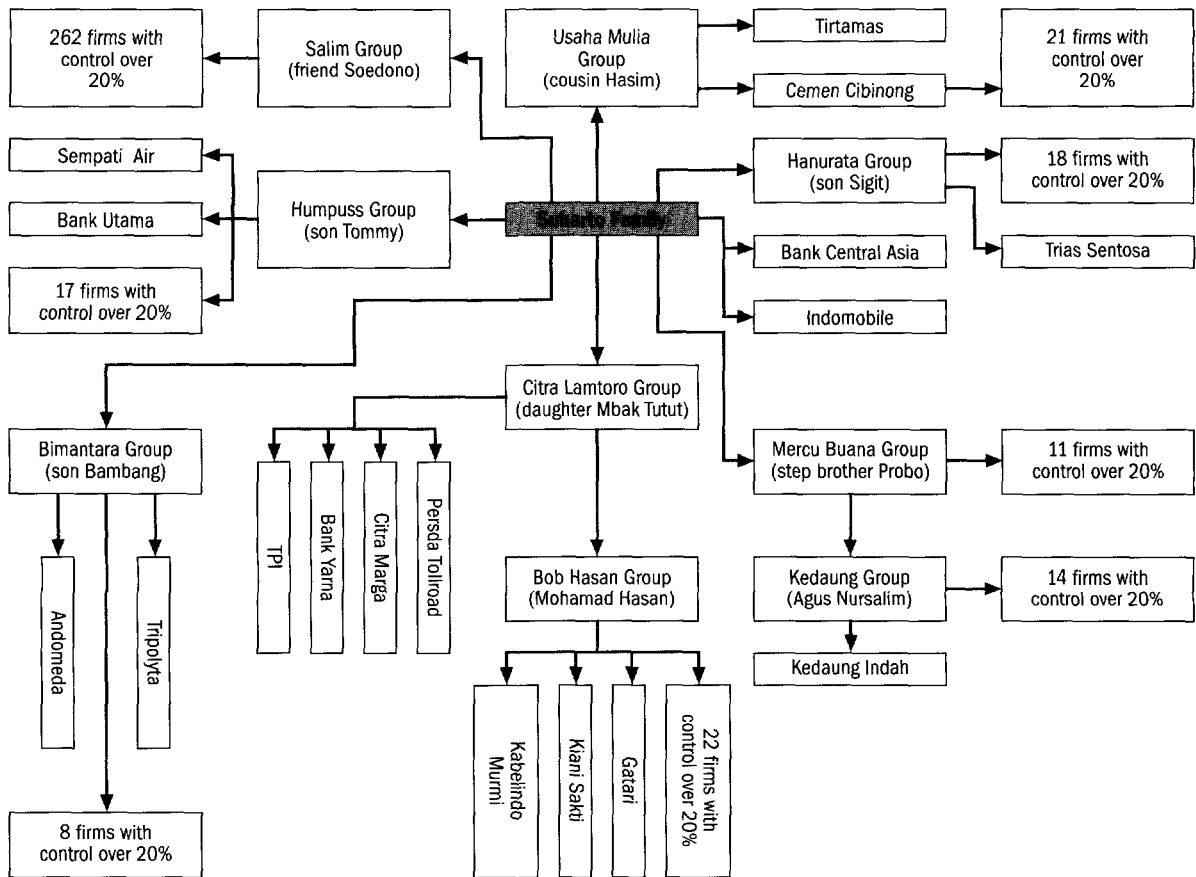 262 firms with
control over
20%
Salim Group
(friend Soedono)
Usaha Mulia
Group
(cousin Hasim)
Tirtamas
Cemen Cibinong
21 firms with
control over
20%
Sempati Air
Bank Utama
17 firms with
control over 20%
Humpuss Group
(son Tommy)
Suharto Family
Hanurata Group
(son Sigit)
18 firms with
control over 20%
Bank Central Asia
Trias Sentosa
Indomobile
Citra Lamtoro Group
(daughter Mbak Tutut)
Bimantara Group
(son Bambang)
Mercu Buana Group
(step brother Probo)
11 firms with
control over 20%
TPI
Bank Yarna
Citra Marga
Persda Tollroad
Andomeda
Tripolyta
Bob Hasan Group
(Mohamad Hasan)
Kedaung Group
(Agus Nursalim)
14 firms with
control over 20%
Kedaung Indah
Kabelindo
Murmi
Kiani Sakti
Gatari
22 firms with
control over
20%
8 firms with
control over 20%